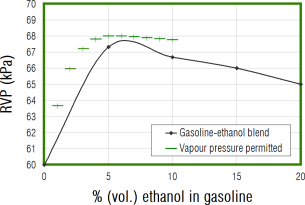 70
69
68
67
66
65
64
63
62
61
60
RVP (kPa)
Gasoline-ethanol blend
Vapour pressure permitted
0 5 10 15 20
% (vol.) ethanol in gasoline